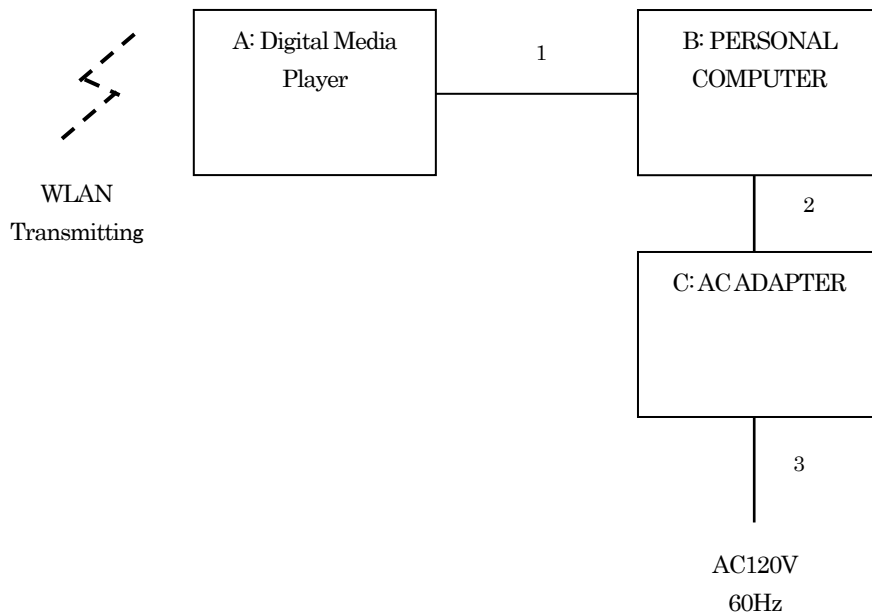 A: Digital Media
Player
1
B: PERSONAL
COMPUTER
WLAN
Transmitting
2
C: AC ADAPTER
3
AC120V
60Hz